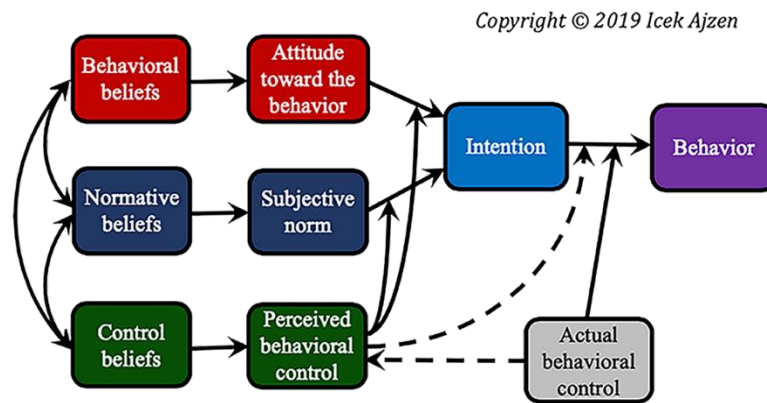 Copyright © 2019 Icek Ajzen
Behavioral
beliefs
Attitude
toward the
behavior
Intention
Behavior
Normative
beliefs
Subjective
norm
Control
beliefs
Perceived
behavioral
control
Actual
behavioral
control